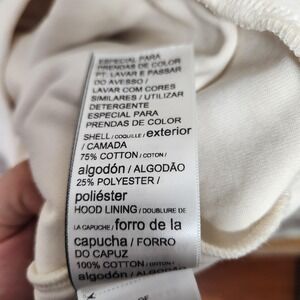 ESPECIAL PARA
PRENDAS DE COLOR
PT: LAVAR E PASSAR
DO AVESSO /
LAVAR COM CORES
SIMILARES / UTILIZAR
DETERGENTE
ESPECIAL PARA
PRENDAS DE COLOR
SHELL / COQUILLE / exterior
/ CAMADA
75% COTTON / COTON /
algodón / ALGODÃO
25% POLYESTER /
poliéster
HOOD LINING / DOUBLURE DE
LA CAPUCHE / forro de la
capucha / FORRO
DO CAPUZ
100% COTTON / COTON /
algodón / ALGODÃO